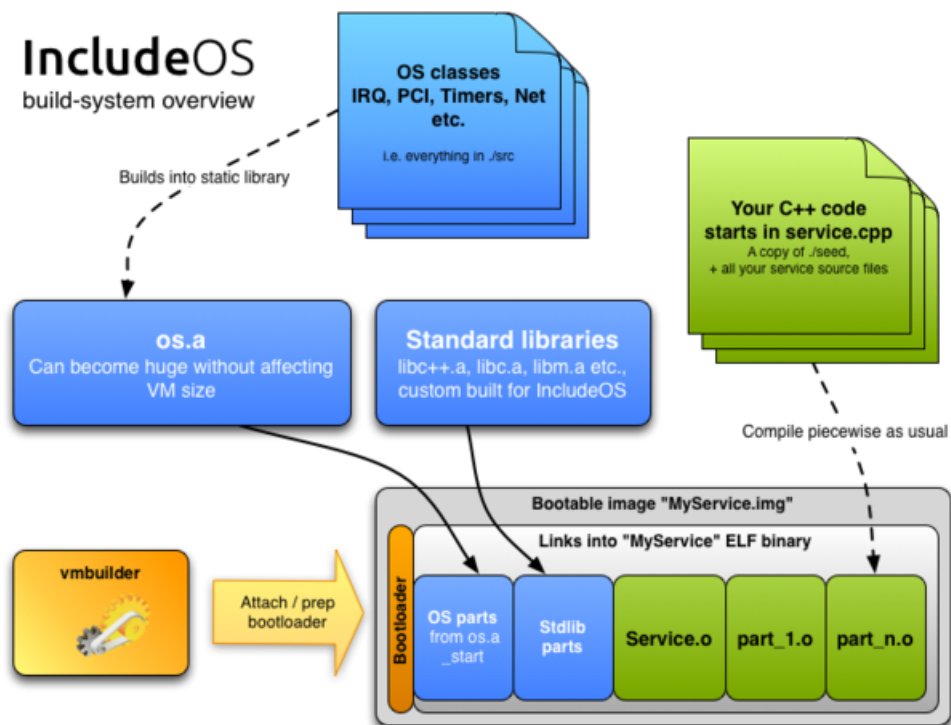 IncludeOS
build-system overview
OS classes
IRQ, PCI, Timers, Net
etc.
i.e. everything in ./src
Builds into static library
Your C++ code
starts in service.cpp
A copy of ./seed,
+ all your service source files
os.a
Can become huge without affecting
VM size
Standard libraries
libc++.a, libc.a, libm.a etc.,
custom built for IncludeOS
Compile piecewise as usual
Bootable image "MyService.img"
Links into "MyService" ELF binary
vmbuilder
Attach / prep
bootloader
Bootloader
OS parts
from os.a
_start
Stdlib
parts
Service.o
part_1.o
part_n.o